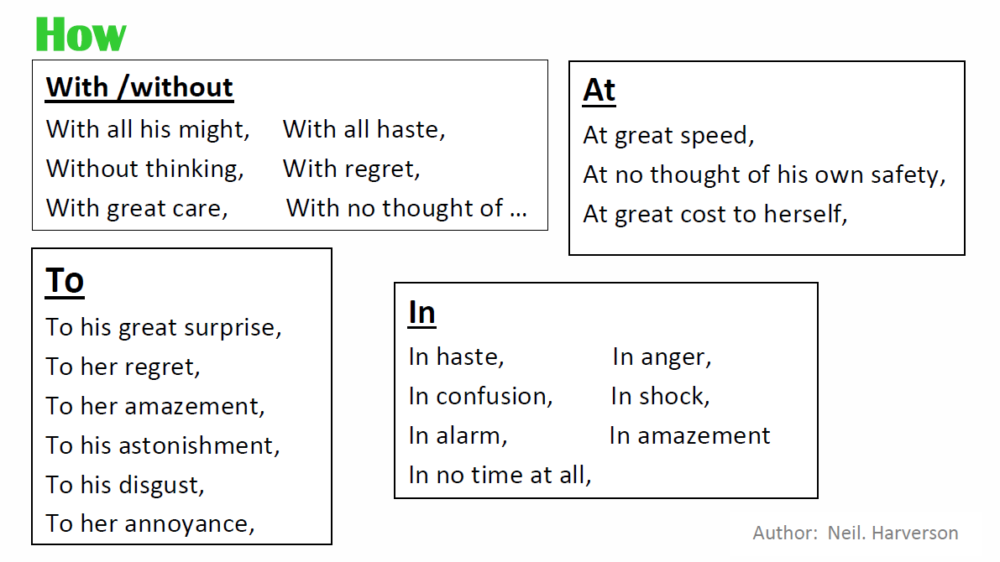 How
With /without
With all his might, With all haste,
Without thinking, With regret,
With great care, With no thought of ...
At
At great speed,
At no thought of his own safety,
At great cost to herself,
To
To his great surprise,
To her regret,
To her amazement,
To his astonishment,
To his disgust,
To her annoyance,
In
In haste, In anger,
In confusion, In shock,
In alarm, In amazement
In no time at all,
Author: Neil. Harverson